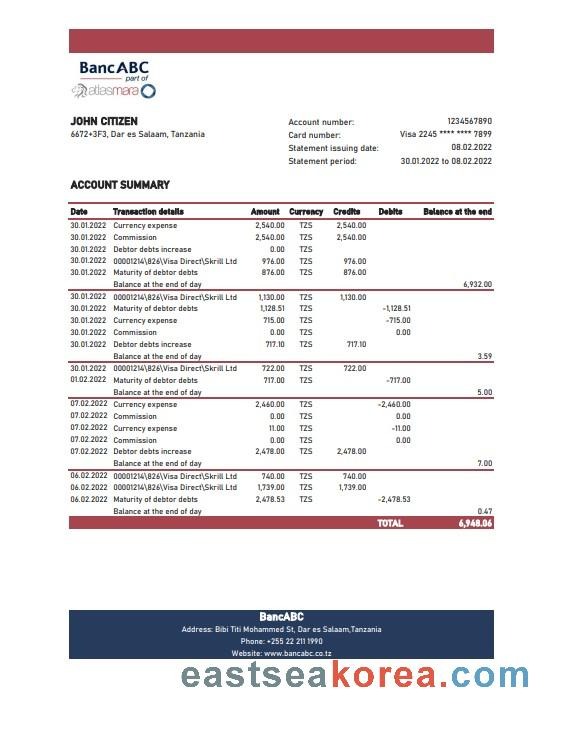 BancABC
part of
atlasmara
JOHN CITIZEN
6672+3F3, Dar es Salaam, Tanzania
Account number: 1234567890
Card number: Visa 2245 **** **** 7899
Statement issuing date: 08.02.2022
Statement period: 30.01.2022 to 08.02.2022
ACCOUNT SUMMARY
Date Transaction details Amount Currency Credits Debits Balance at the end
30.01.2022 Currency expense 2,540.00 TZS 2,540.00
30.01.2022 Commission 2,540.00 TZS 2,540.00
30.01.2022 Debtor debts increase 0.00 TZS
30.01.2022 00001214\826\Visa Direct\Skrill Ltd 976.00 TZS 976.00
30.01.2022 Maturity of debtor debts 876.00 TZS 876.00
Balance at the end of day 6,932.00
30.01.2022 00001214\826\Visa Direct\Skrill Ltd 1,130.00 TZS 1,130.00
30.01.2022 Maturity of debtor debts 1,128.51 TZS -1,128.51
30.01.2022 Currency expense 715.00 TZS -715.00
30.01.2022 Commission 0.00 TZS 0.00
30.01.2022 Debtor debts increase 717.10 TZS 717.10
Balance at the end of day 3.59
30.01.2022 00001214\826\Visa Direct\Skrill Ltd 722.00 TZS 722.00
01.02.2022 Maturity of debtor debts 717.00 TZS -717.00
Balance at the end of day 5.00
07.02.2022 Currency expense 2,460.00 TZS -2,460.00
07.02.2022 Commission 0.00 TZS 0.00
07.02.2022 Currency expense 11.00 TZS -11.00
07.02.2022 Commission 0.00 TZS 0.00
07.02.2022 Debtor debts increase 2,478.00 TZS 2,478.00
Balance at the end of day 7.00
06.02.2022 00001214\826\Visa Direct\Skrill Ltd 740.00 TZS 740.00
06.02.2022 00001214\826\Visa Direct\Skrill Ltd 1,739.00 TZS 1,739.00
06.02.2022 Maturity of debtor debts 2,478.53 TZS -2,478.53
Balance at the end of day 0.47
TOTAL 6,948.06
BancABC
Address: Bibi Titi Mohammed St, Dar es Salaam,Tanzania
Phone: +255 22 211 1990
Website: www.bancabc.co.tz
eastseakorea.com